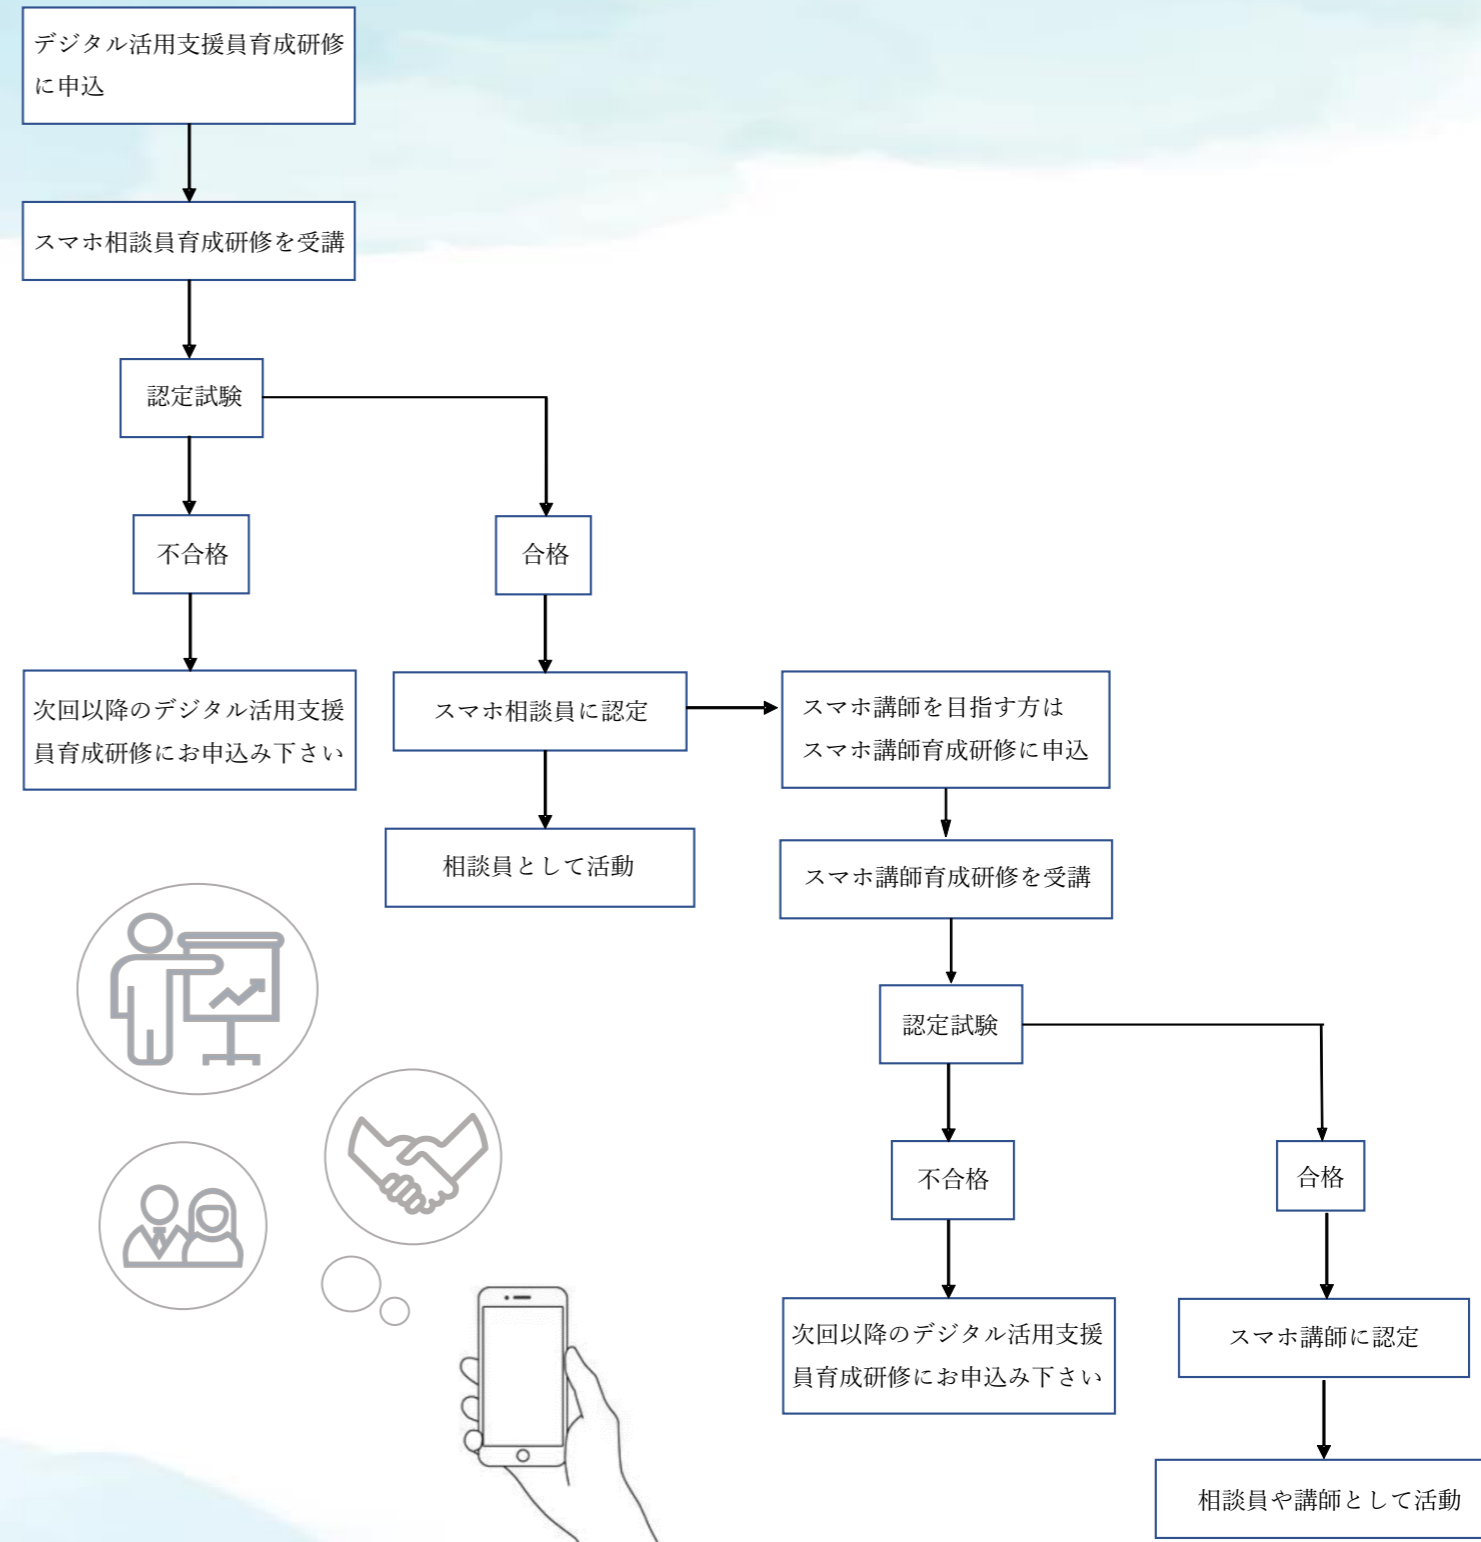 デジタル活用支援員育成研修
に申込
スマホ相談員育成研修を受講
認定試験
不合格
合格
次回以降のデジタル活用支援
員育成研修にお申込み下さい
スマホ相談員に認定
スマホ講師を目指す方は
スマホ講師育成研修に申込
相談員として活動
スマホ講師育成研修を受講
認定試験
不合格
合格
次回以降のデジタル活用支援
員育成研修にお申込み下さい
スマホ講師に認定
相談員や講師として活動